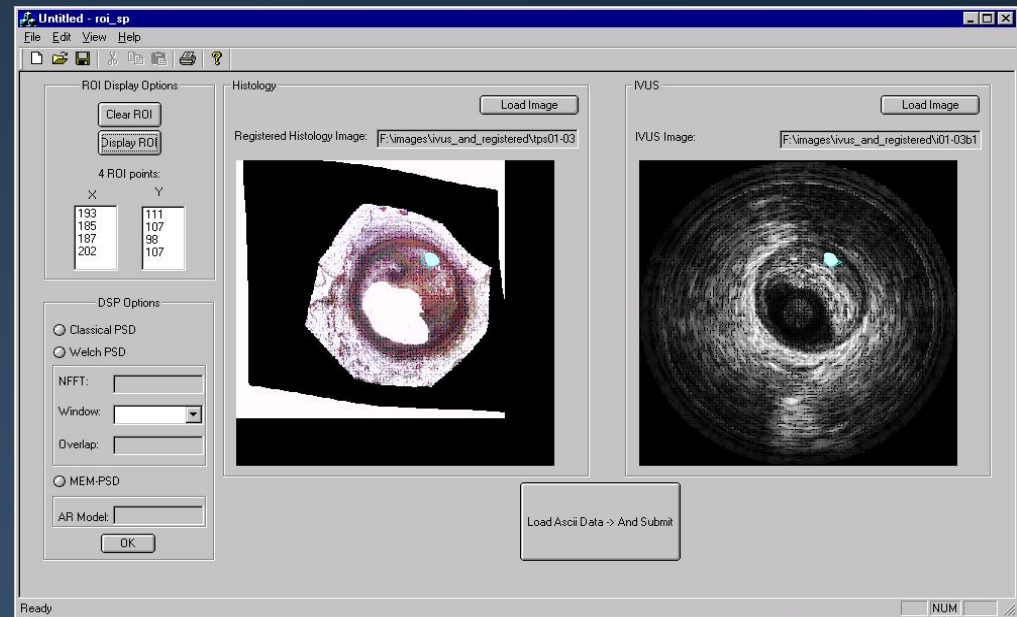 Untitled - roi_sp
File Edit View Help
ROI Display Options
Clear ROI
Display ROI
4 ROI points:
X Y
193 111
185 107
187 98
202 107
DSP Options
Classical PSD
Welch PSD
NFFT:
Window:
Overlap:
MEM-PSD
AR Model:
OK
Histology
Load Image
Registered Histology Image: F:\images\ivus_and_registered\tps01-03
IVUS
Load Image
IVUS Image: F:\images\ivus_and_registered\i01-03b1
Load Ascii Data -> And Submit
Ready NUM